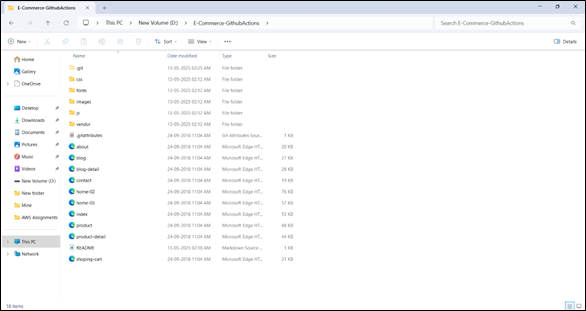 E-Commerce-GithubActions
This PC > New Volume (D:) > E-Commerce-GithubActions
Search E-Commerce-GithubActions
New Sort View Details
Name Date modified Type Size
Home
Gallery
OneDrive
Desktop
Downloads
Documents
Pictures
Music
Videos
New Volume (D:)
New folder
Mine
AWS Assignments
This PC
Network
.git 13-05-2025 02:25 AM File folder
css 13-05-2025 02:12 AM File folder
fonts 13-05-2025 02:12 AM File folder
images 13-05-2025 02:12 AM File folder
js 13-05-2025 02:12 AM File folder
vendor 13-05-2025 02:12 AM File folder
.gitattributes 24-09-2018 11:04 AM Git Attributes Sour... 1 KB
about 24-09-2018 11:04 AM Microsoft Edge HT... 20 KB
blog 24-09-2018 11:04 AM Microsoft Edge HT... 27 KB
blog-detail 24-09-2018 11:04 AM Microsoft Edge HT... 26 KB
contact 24-09-2018 11:04 AM Microsoft Edge HT... 19 KB
home-02 24-09-2018 11:04 AM Microsoft Edge HT... 76 KB
home-03 24-09-2018 11:04 AM Microsoft Edge HT... 57 KB
index 24-09-2018 11:04 AM Microsoft Edge HT... KB
product 24-09-2018 11:04 AM Microsoft Edge HT... 48 KB
product-detail 24-09-2018 11:04 AM Microsoft Edge HT... 44 KB
README 13-05-2025 02:18 AM Markdown Source... 1 KB
shoping-cart 24-09-2018 11:04 AM Microsoft Edge HT... 21 KB
18 items